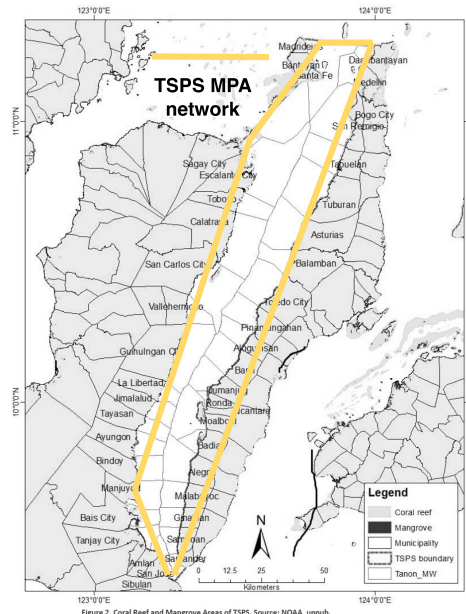 123°0'0"E
124°0'0"E
TSPS MPA
network
Madridejos
Bantayan
Santa Fe
Daanbantayan
Medellin
Bogo City
San Remigio
11°0'0"N
Tabuelan
Sagay City
Escalante City
Toboso
Tuburan
Calatrava
Asturias
San Carlos City
Balamban
Vallehermoso
Toledo City
Pinamungahan
Guihulngan C
Aloguinsan
Barili
La Libertad
Dumanjug
10°0'0"N
Jimalalud
Ronda
Alcantara
Tayasan
Moalboal
Ayungon
Badian
Bindoy
Alegria
Manjuyod
Malabuyoc
Bais City
Ginatilan
Tanjay City
Samboan
Amlan
Santander
San Jose
Sibulan
N
0 12.5 25 50
Kilometers
Legend
Coral reef
Mangrove
Municipality
TSPS boundary
Tanon_MW
123°0'0"E
124°0'0"E
Figure 2. Coral Reef and Mangrove Areas of TSPS. Source: NOAA, unpub.